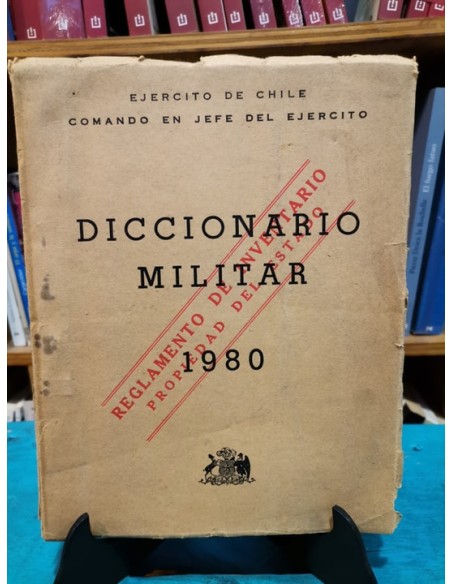 EJERCITO DE CHILE
COMANDO EN JEFE DEL EJERCITO
DICCIONARIO
MILITAR
REGLAMENTO DE INVENTARIO
PROPIEDAD DEL ESTADO
1980